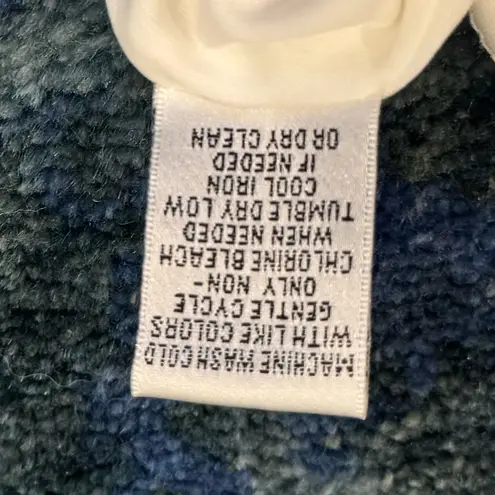 MACHINE WASH COLD
WITH LIKE COLORS
GENTLE CYCLE
ONLY NON-
CHLORINE BLEACH
WHEN NEEDED
TUMBLE DRY LOW
COOL IRON
IF NEEDED
OR DRY CLEAN